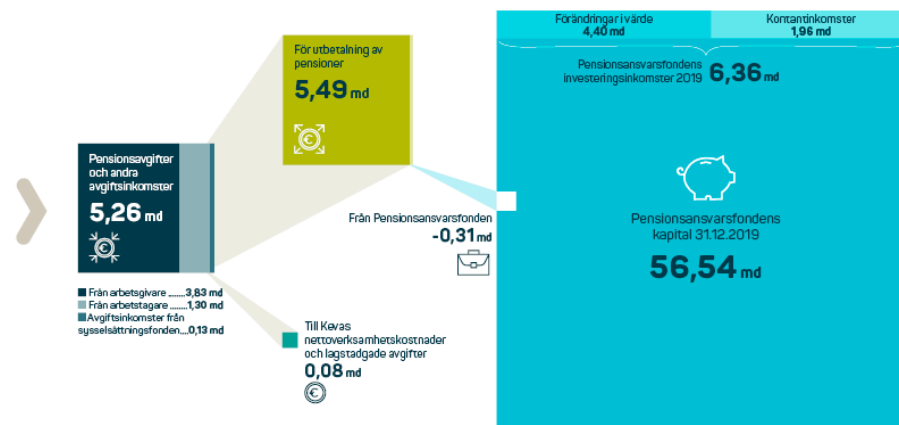 Pensionsavgifter
och andra
avgiftsinkomster
5,26 md
Från arbetsgivare .......3,83 md
Från arbetstagare ......1,30 md
Avgiftsinkomster från
sysselsättningsfonden....0,13 md
För utbetalning av
pensioner
5,49 md
Från Pensionsansvarsfonden
-0,31 md
Till Kevas
nettoverksamhetskostnader
och lagstadgade avgifter
0,08 md
Förändringar i värde
4,40 md
Kontantinkomster
1,96 md
Pensionsansvarsfondens
investeringsinkomster 2019 6,36 md
Pensionsansvarsfondens
kapital 31.12.2019
56,54 md